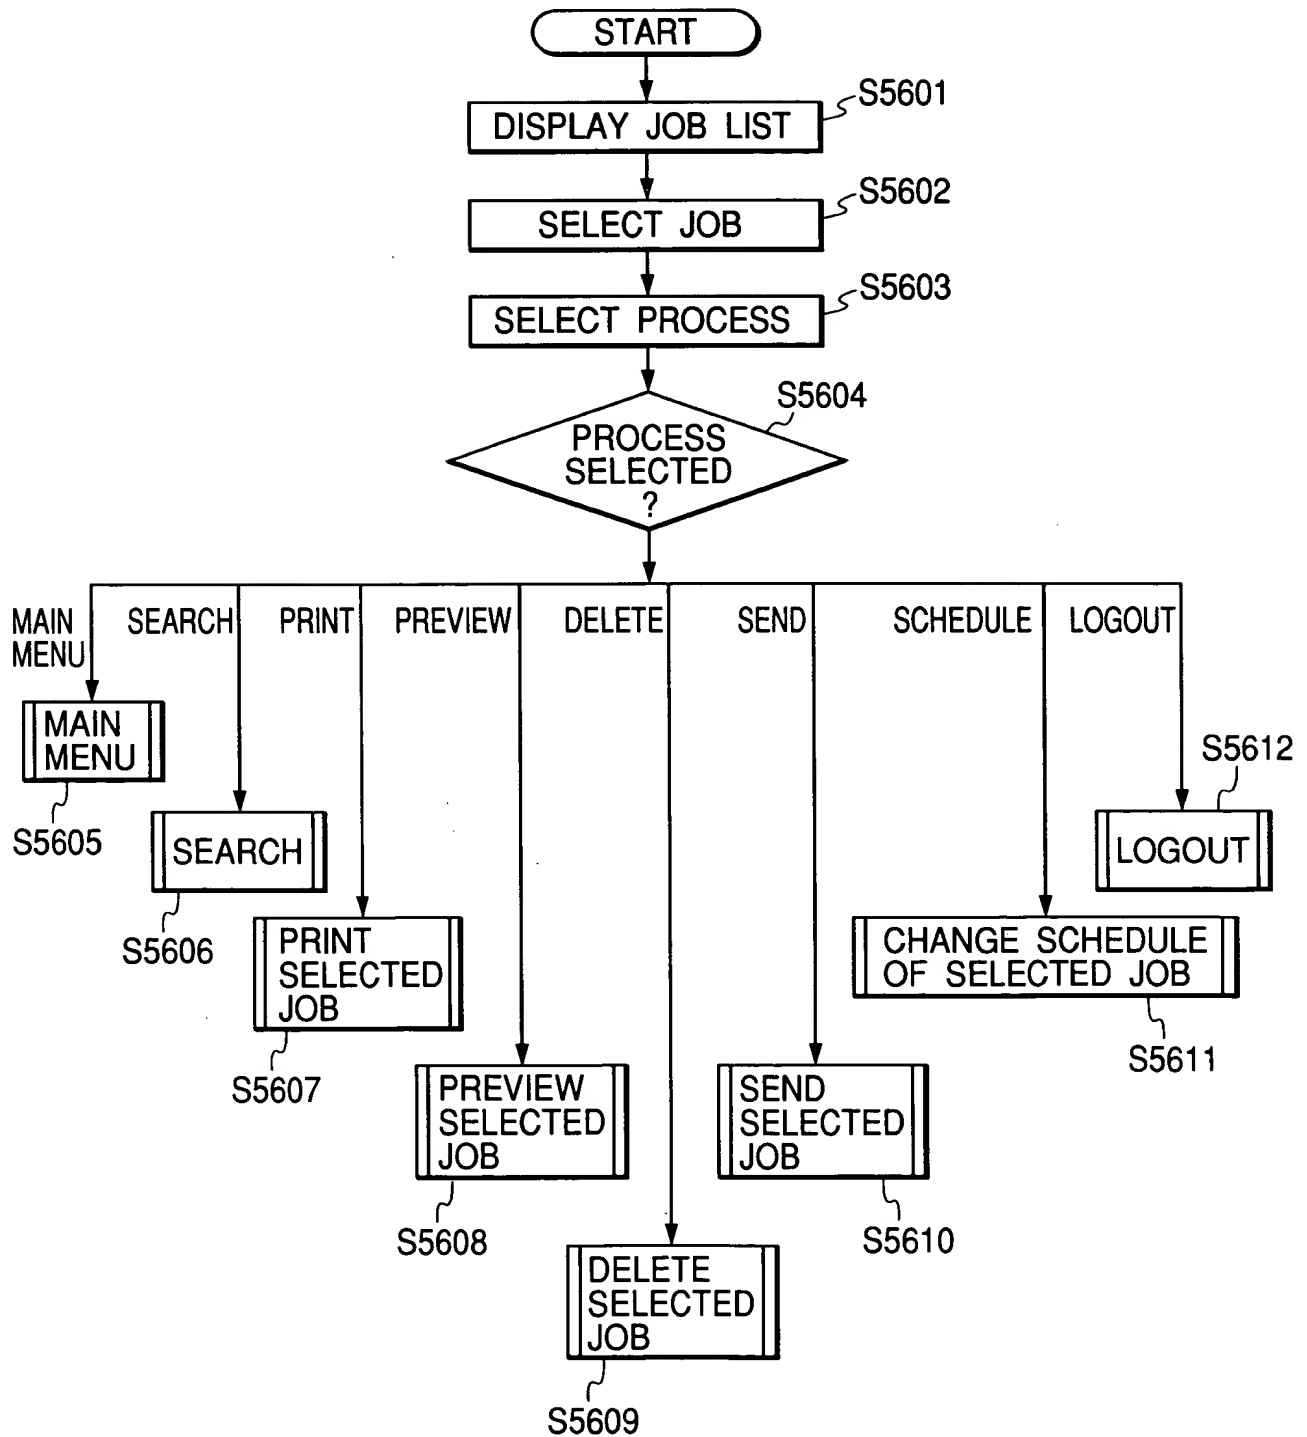 START
S5601
DISPLAY JOB LIST
S5602
SELECT JOB
S5603
SELECT PROCESS
S5604
PROCESS
SELECTED
?
MAIN
MENU
SEARCH
PRINT
PREVIEW
DELETE
SEND
SCHEDULE
LOGOUT
MAIN
MENU
S5605
SEARCH
S5606
PRINT
SELECTED
JOB
S5607
PREVIEW
SELECTED
JOB
S5608
DELETE
SELECTED
JOB
S5609
SEND
SELECTED
JOB
S5610
CHANGE SCHEDULE
OF SELECTED JOB
S5611
S5612
LOGOUT